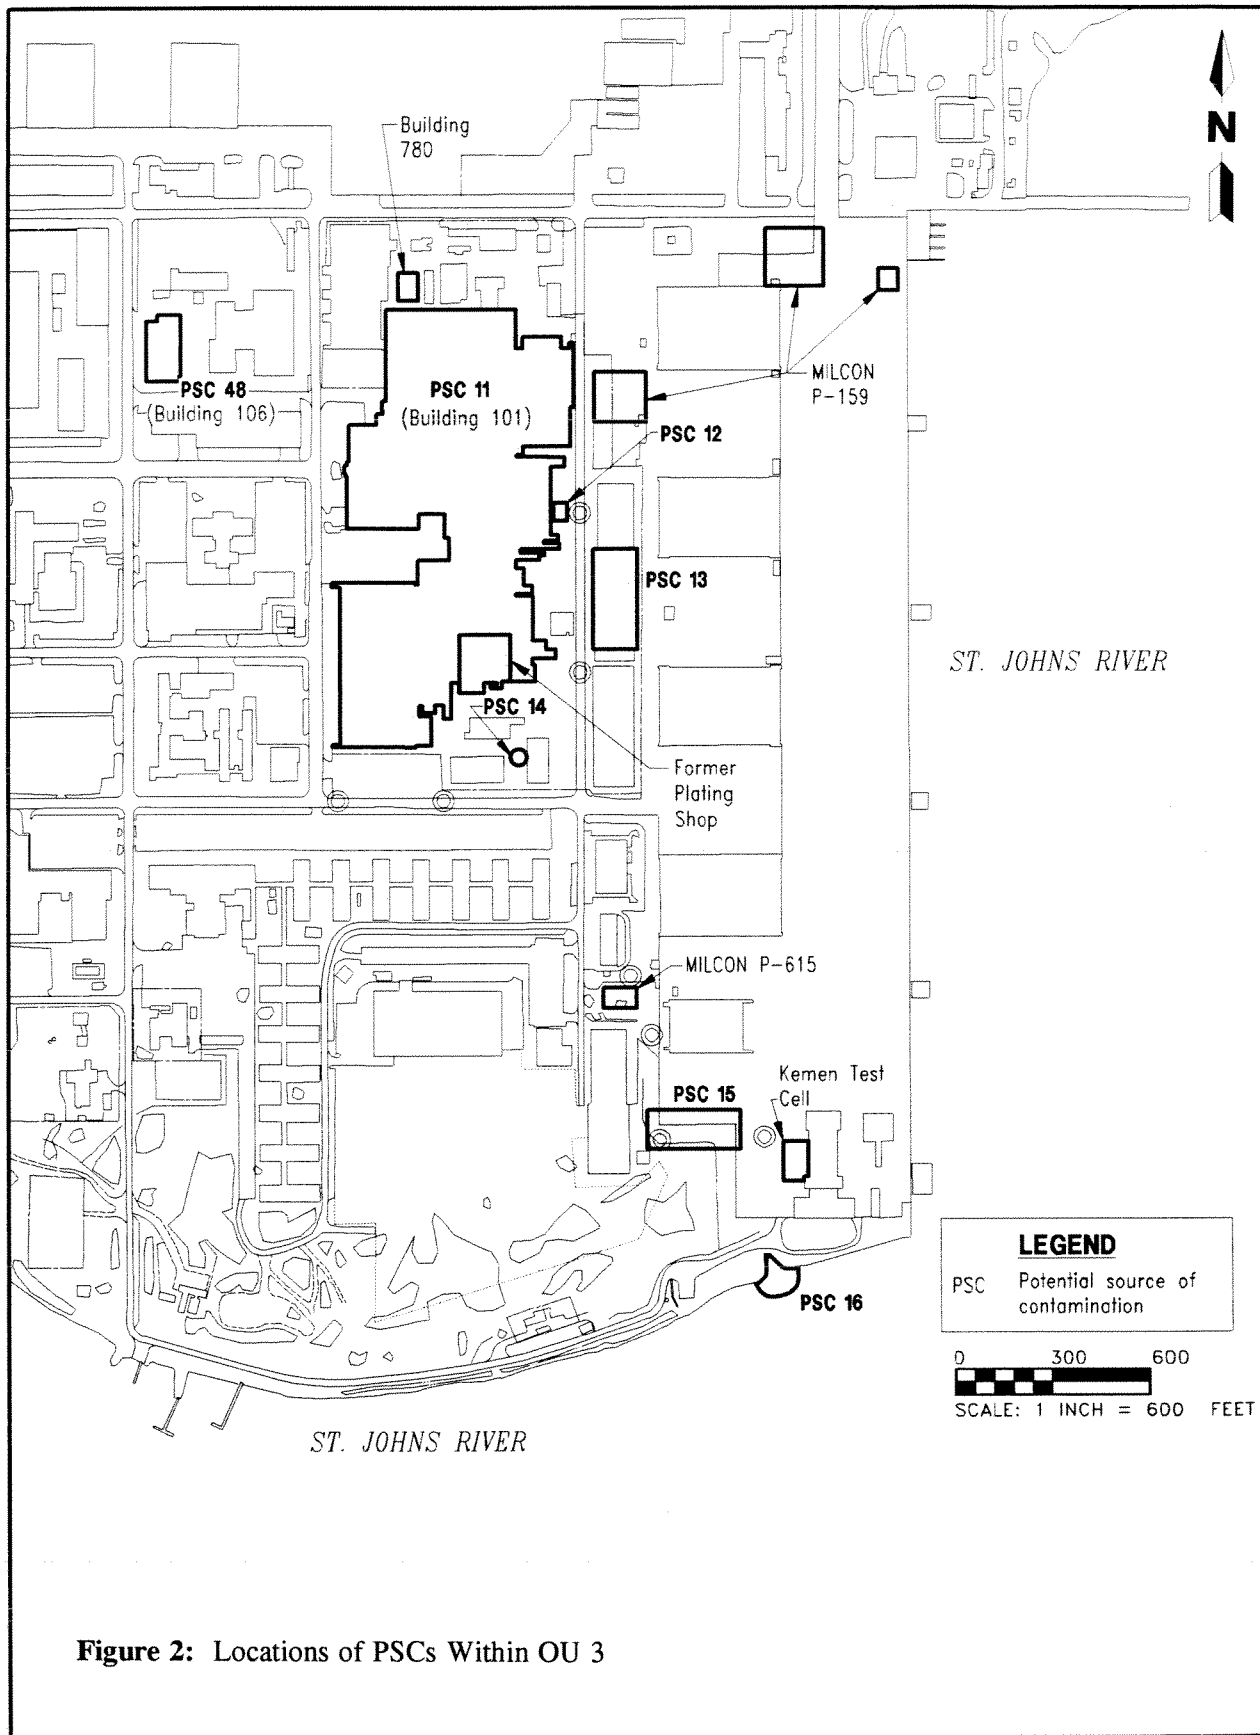 Building
780
N
PSC 48
(Building 106)
PSC 11
(Building 101)
MILCON
P-159
PSC 12
PSC 13
ST. JOHNS RIVER
PSC 14
Former
Plating
Shop
MILCON P-615
Kemen Test
Cell
PSC 15
LEGEND
PSC Potential source of
contamination
PSC 16
0 300 600
SCALE: 1 INCH = 600 FEET
ST. JOHNS RIVER
Figure 2: Locations of PSCs Within OU 3